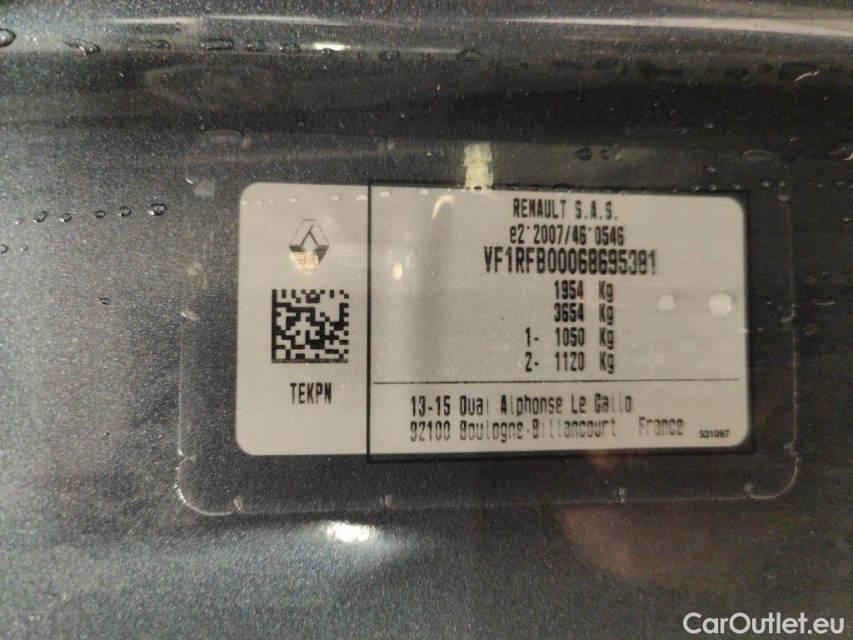 RENAULT S.A.S.
e2*2007/46*0546
VF1RFB00068695381
1954 Kg
3654 Kg
1- 1050 Kg
2- 1120 Kg
TEKPN
13-15 Quai Alphonse Le Gallo
92100 Boulogne-Billancourt France
531097
CarOutlet.eu